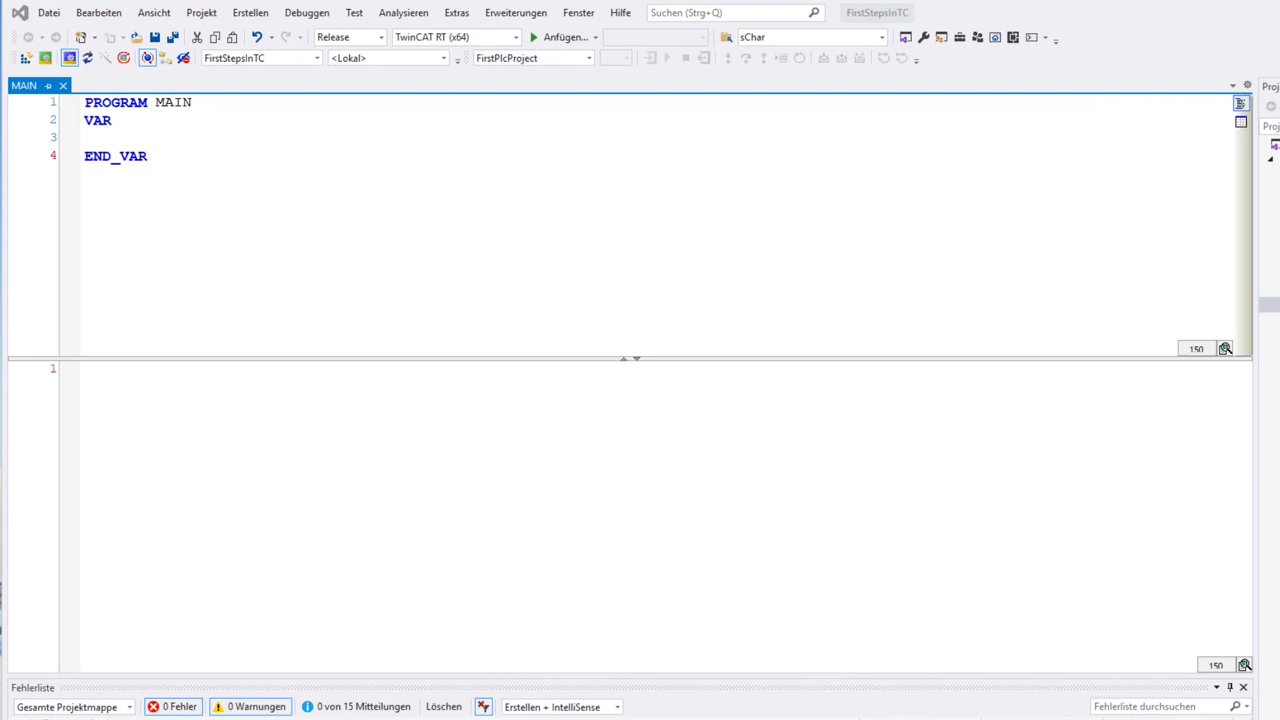 Datei Bearbeiten Ansicht Projekt Erstellen Debuggen Test Analysieren Extras Erweiterungen Fenster Hilfe Suchen (Strg+Q) FirstStepsInTC
Release TwinCAT RT (x64) Anfügen... sChar
FirstStepsInTC <Lokal> FirstPlcProject
MAIN
Proj
1 PROGRAM MAIN
2 VAR
Proj
3
4 END_VAR
150
1
150
Fehlerliste
Gesamte Projektmappe 0 Fehler 0 Warnungen 0 von 15 Mitteilungen Löschen Erstellen + IntelliSense Fehlerliste durchsuchen